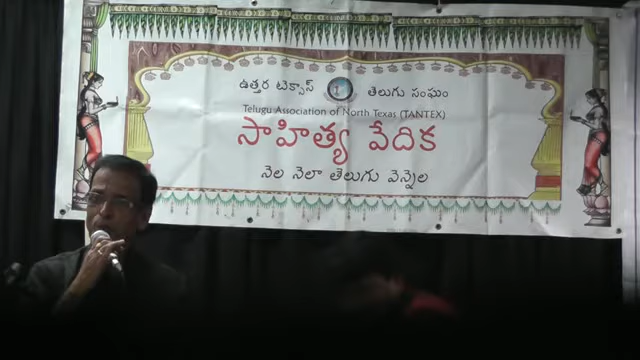 ఉత్తర టెక్సాస్ తెలుగు సంఘం
Telugu Association of North Texas (TANTEX)
సాహిత్య వేదిక
నెల నెలా తెలుగు వెన్నెల